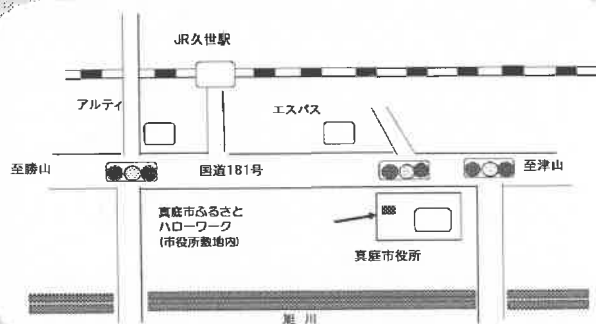 JR久世駅
アルティ
エスパス
至勝山
国道181号
至津山
真庭市ふるさと
ハローワーク
(市役所敷地内)
真庭市役所
旭川